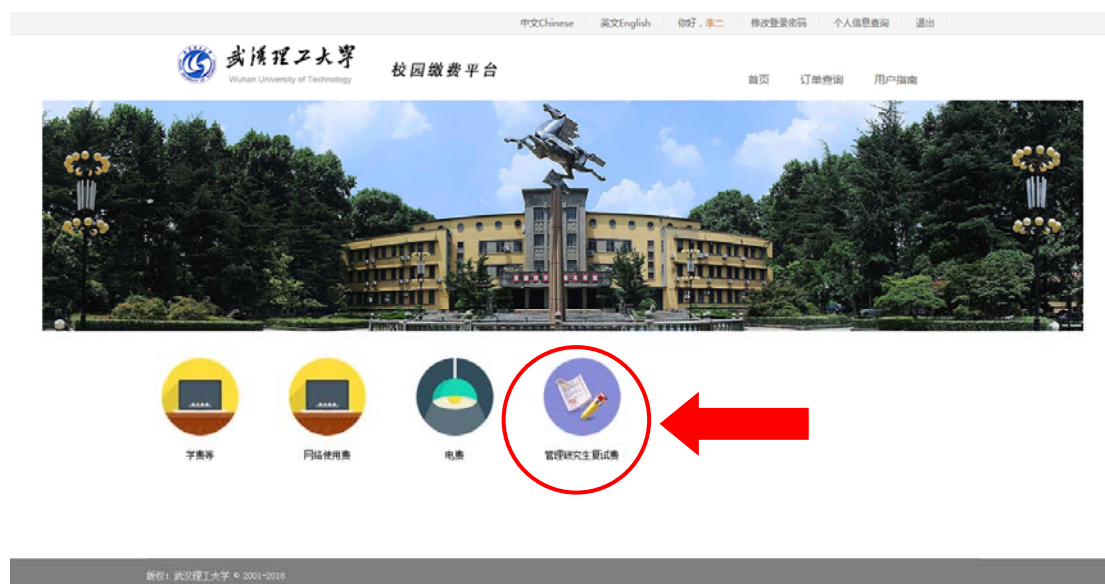 中文Chinese 英文English 你好，李二 修改登录密码 个人信息查询 退出
武漢理工大學
Wuhan University of Technology
校园缴费平台
首页 订单查询 用户指南
学费等 网络使用费 电费 管理研究生复试费
版权：武汉理工大学 © 2001-2018